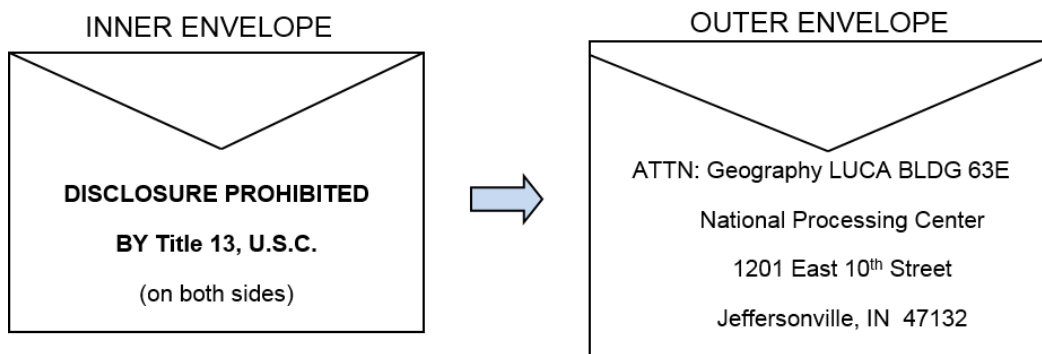 INNER ENVELOPE
DISCLOSURE PROHIBITED
BY Title 13, U.S.C.
(on both sides)
OUTER ENVELOPE
ATTN: Geography LUCA BLDG 63E
National Processing Center
1201 East 10th Street
Jeffersonville, IN 47132